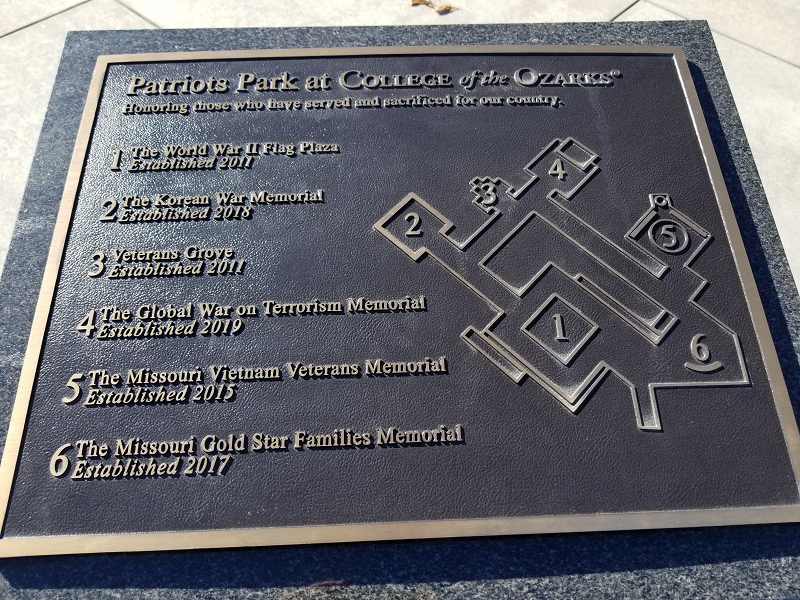 Patriots Park at College of the Ozarks®
Honoring those who have served and sacrificed for our country.
1 The World War II Flag Plaza
Established 2011
2 The Korean War Memorial
Established 2018
3 Veterans Grove
Established 2011
4 The Global War on Terrorism Memorial
Established 2019
5 The Missouri Vietnam Veterans Memorial
Established 2015
6 The Missouri Gold Star Families Memorial
Established 2017
4
3
2
5
1
6